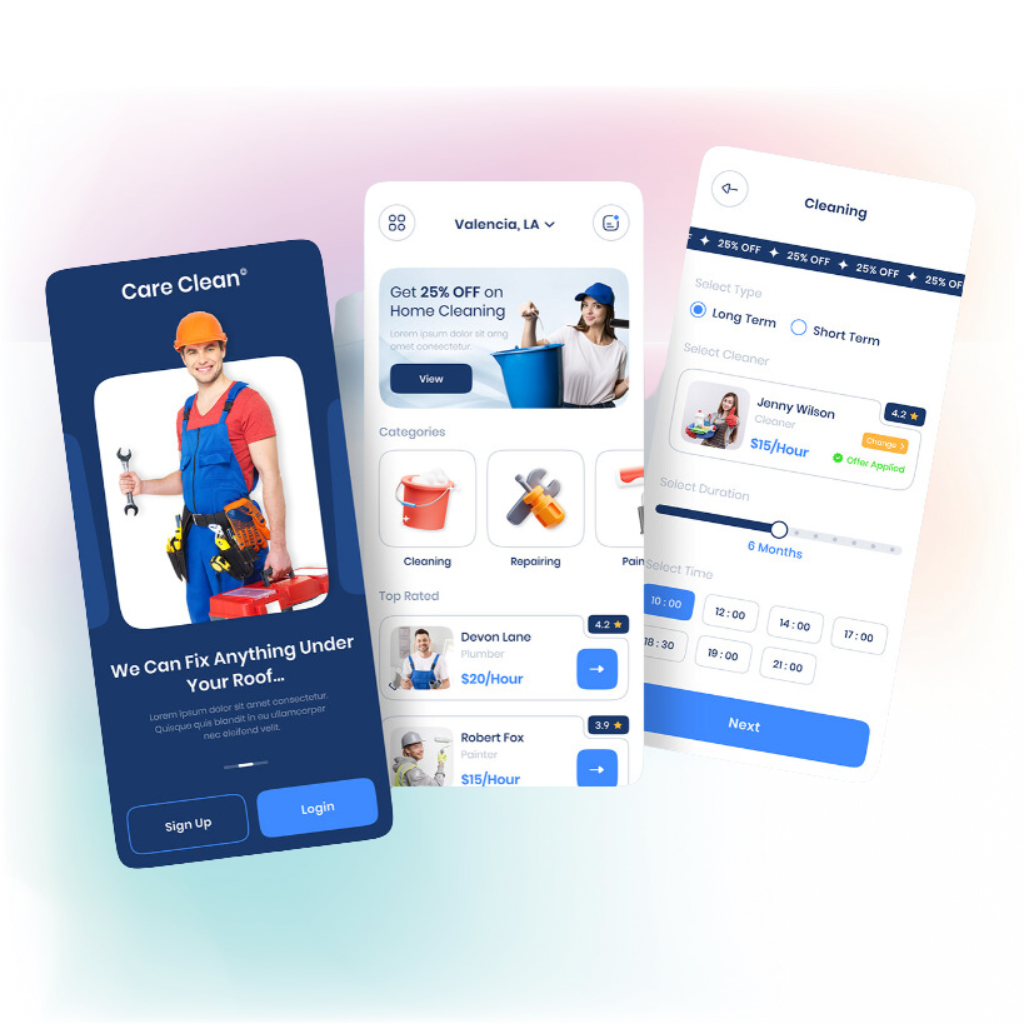 Care Clean©
We Can Fix Anything Under
Your Roof...
Lorem ipsum dolor sit amet consectetur.
Quisque quis blandit in eu ullamcorper
nec eleifend velit.
Sign Up
Login
Valencia, LA
Get 25% OFF on
Home Cleaning
Lorem ipsum dolor sit amg
amet consectetur.
View
Categories
Cleaning
Repairing
Pain
Top Rated
4.2
Devon Lane
Plumber
$20/Hour
3.9
Robert Fox
Painter
$15/Hour
Cleaning
F ✦ 25% OFF ✦ 25% OFF ✦ 25% OFF ✦ 25% OF
Select Type
Long Term
Short Term
Select Cleaner
Jenny Wilson
4.2
Cleaner
Change >
$15/Hour
Offer Applied
Select Duration
6 Months
Select Time
10 : 00
12 : 00
14 : 00
17 : 00
18 : 30
19 : 00
21 : 00
Next